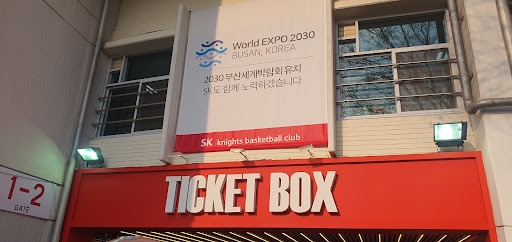 World EXPO 2030
BUSAN, KOREA
2030 부산세계박람회 유치
SK도 함께 노력하겠습니다
SK knights basketball club
1-2
GATE
TICKET BOX